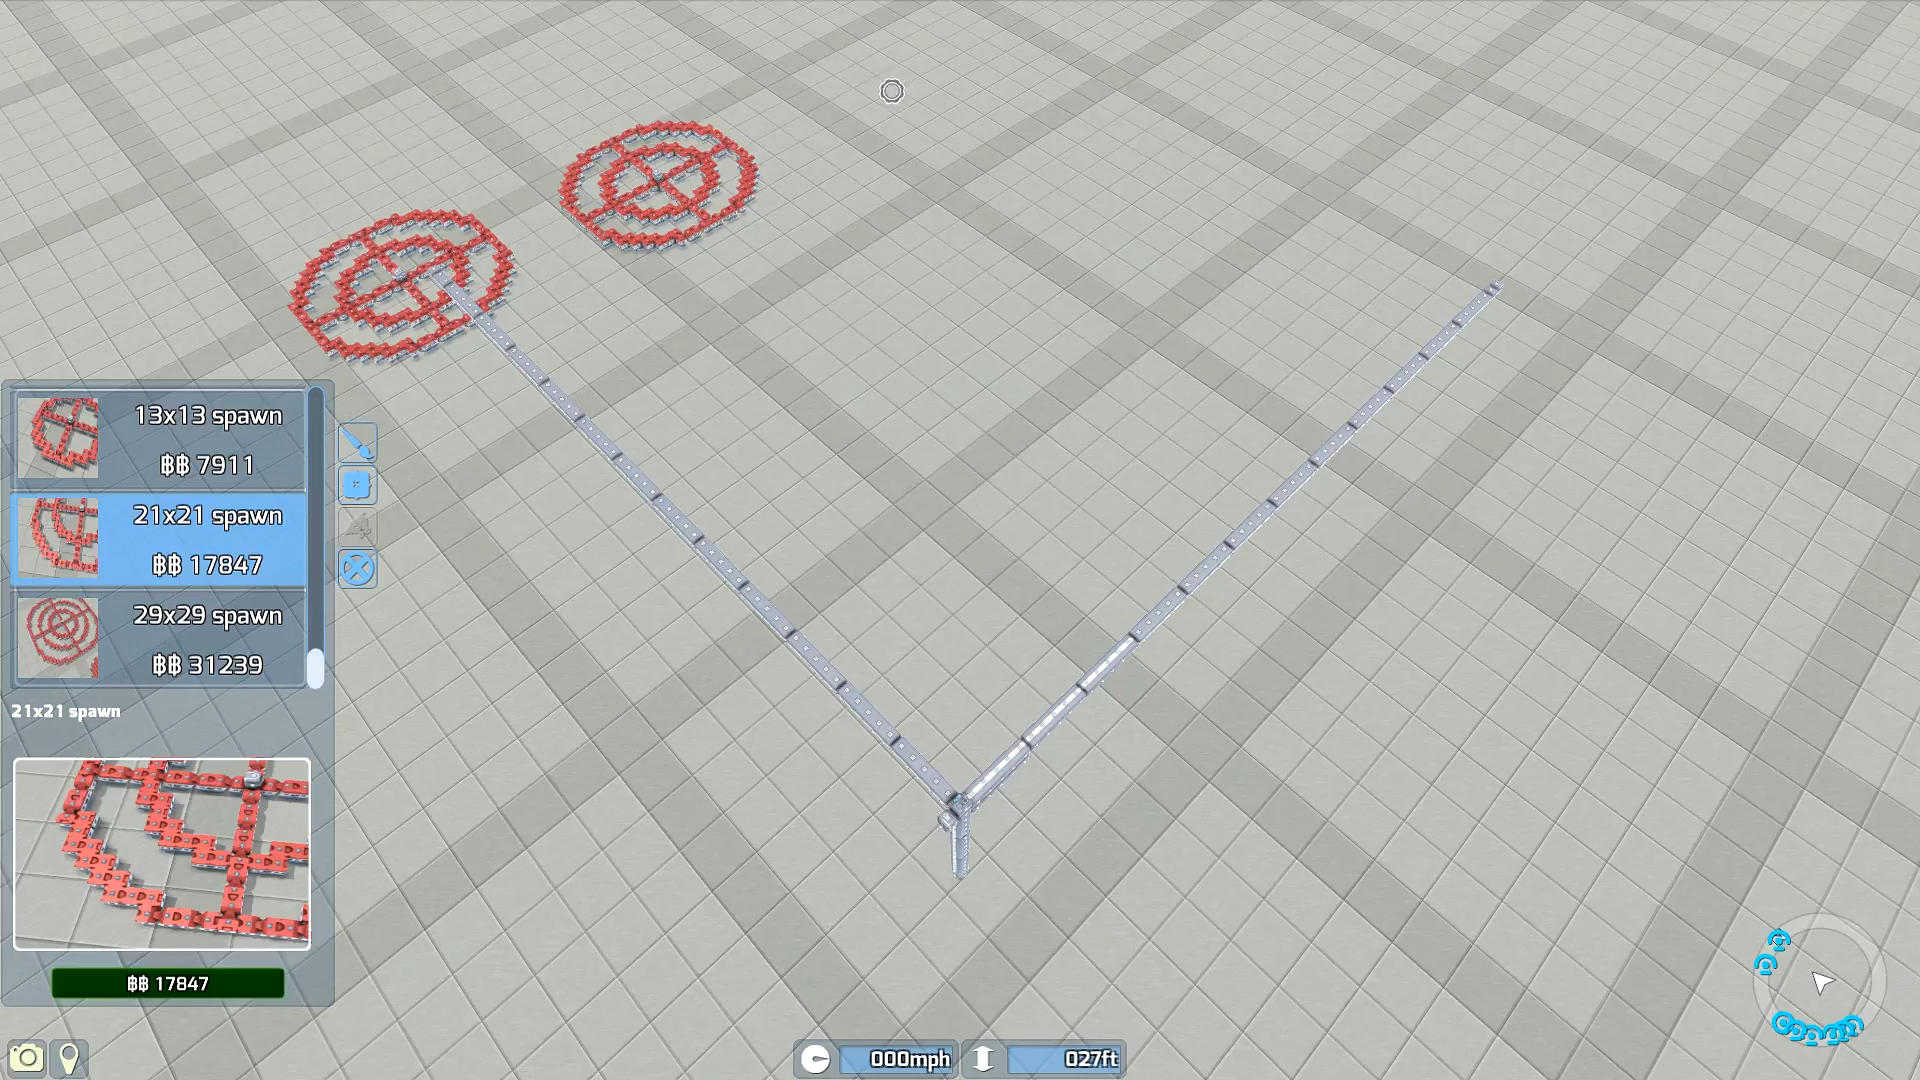 13x13 spawn
฿฿ 7911
21x21 spawn
฿฿ 17847
29x29 spawn
฿฿ 31239
21x21 spawn
฿฿ 17847
000mph
027ft